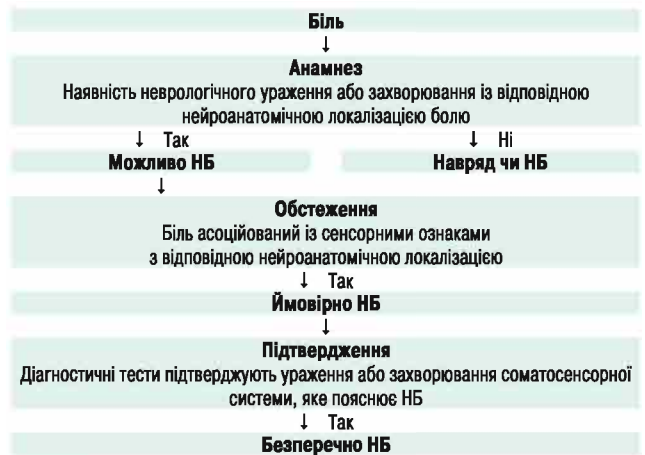 Біль
↓
Анамнез
Наявність неврологічного ураження або захворювання із відповідною
нейроанатомічною локалізацією болю
↓ Так ↓ Ні
Можливо НБ Навряд чи НБ
↓
Обстеження
Біль асоційований із сенсорними ознаками
з відповідною нейроанатомічною локалізацією
↓ Так
Ймовірно НБ
↓
Підтвердження
Діагностичні тести підтверджують ураження або захворювання соматосенсорної
системи, яке пояснює НБ
↓ Так
Безперечно НБ